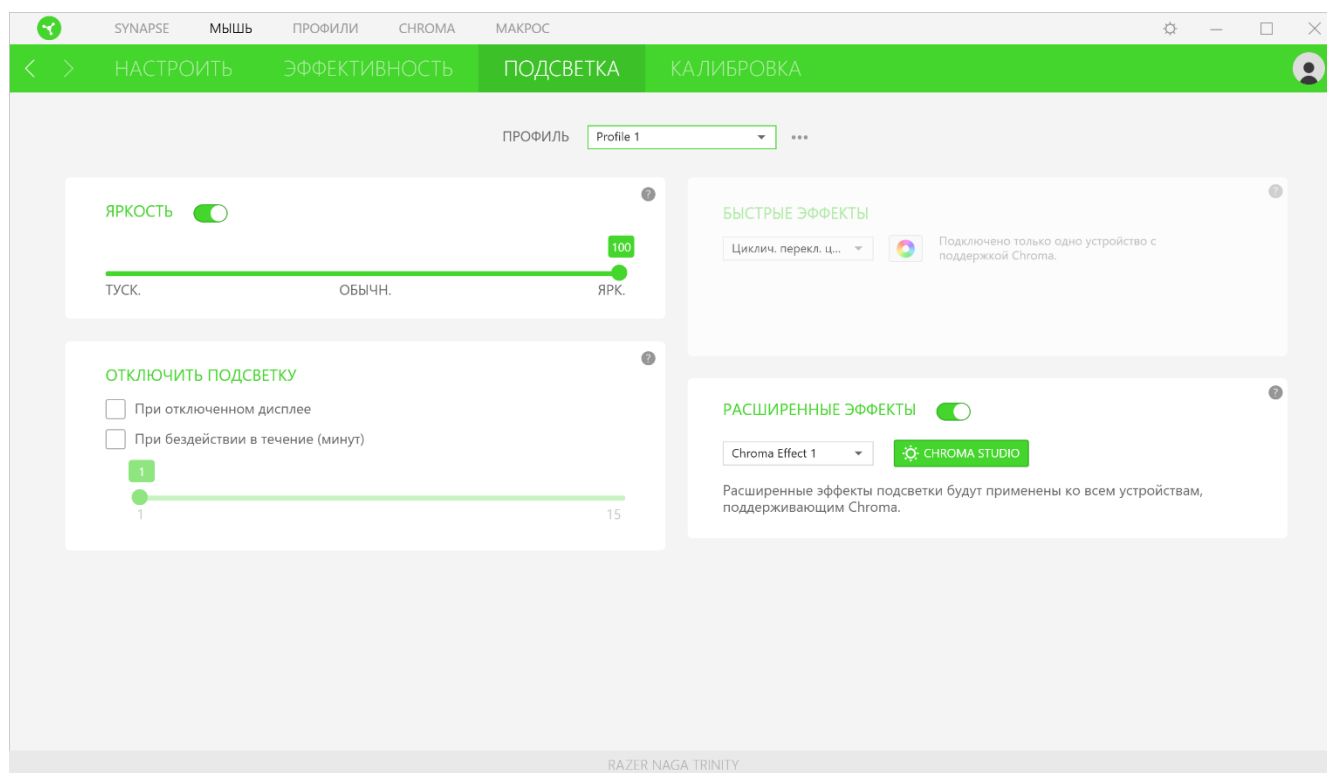 SYNAPSE МЫШЬ ПРОФИЛИ CHROMA МАКРОС
НАСТРОИТЬ ЭФФЕКТИВНОСТЬ ПОДСВЕТКА КАЛИБРОВКА
ПРОФИЛЬ Profile 1
ЯРКОСТЬ
100
ТУСК. ОБЫЧН. ЯРК.
ОТКЛЮЧИТЬ ПОДСВЕТКУ
При отключенном дисплее
При бездействии в течение (минут)
1
1 15
БЫСТРЫЕ ЭФФЕКТЫ
Циклич. перекл. ц...
Подключено только одно устройство с
поддержкой Chroma.
РАСШИРЕННЫЕ ЭФФЕКТЫ
Chroma Effect 1 CHROMA STUDIO
Расширенные эффекты подсветки будут применены ко всем устройствам,
поддерживающим Chroma.
RAZER NAGA TRINITY